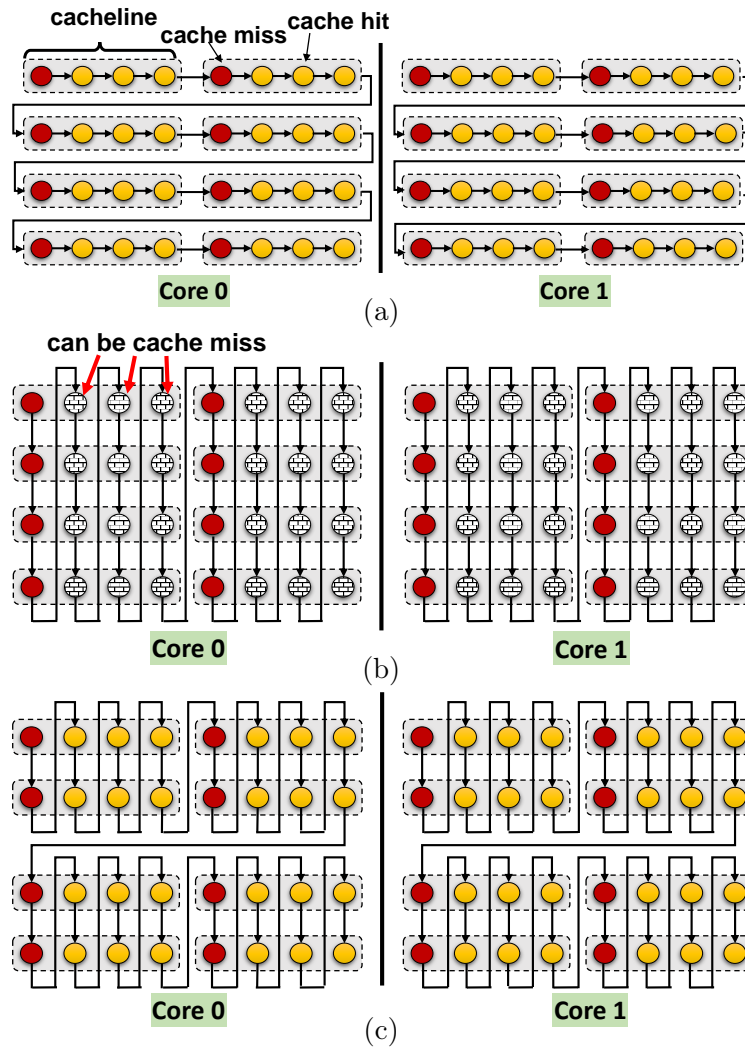 cacheline
cache miss
cache hit
Core 0
Core 1
(a)
can be cache miss
Core 0
Core 1
(b)
Core 0
Core 1
(c)